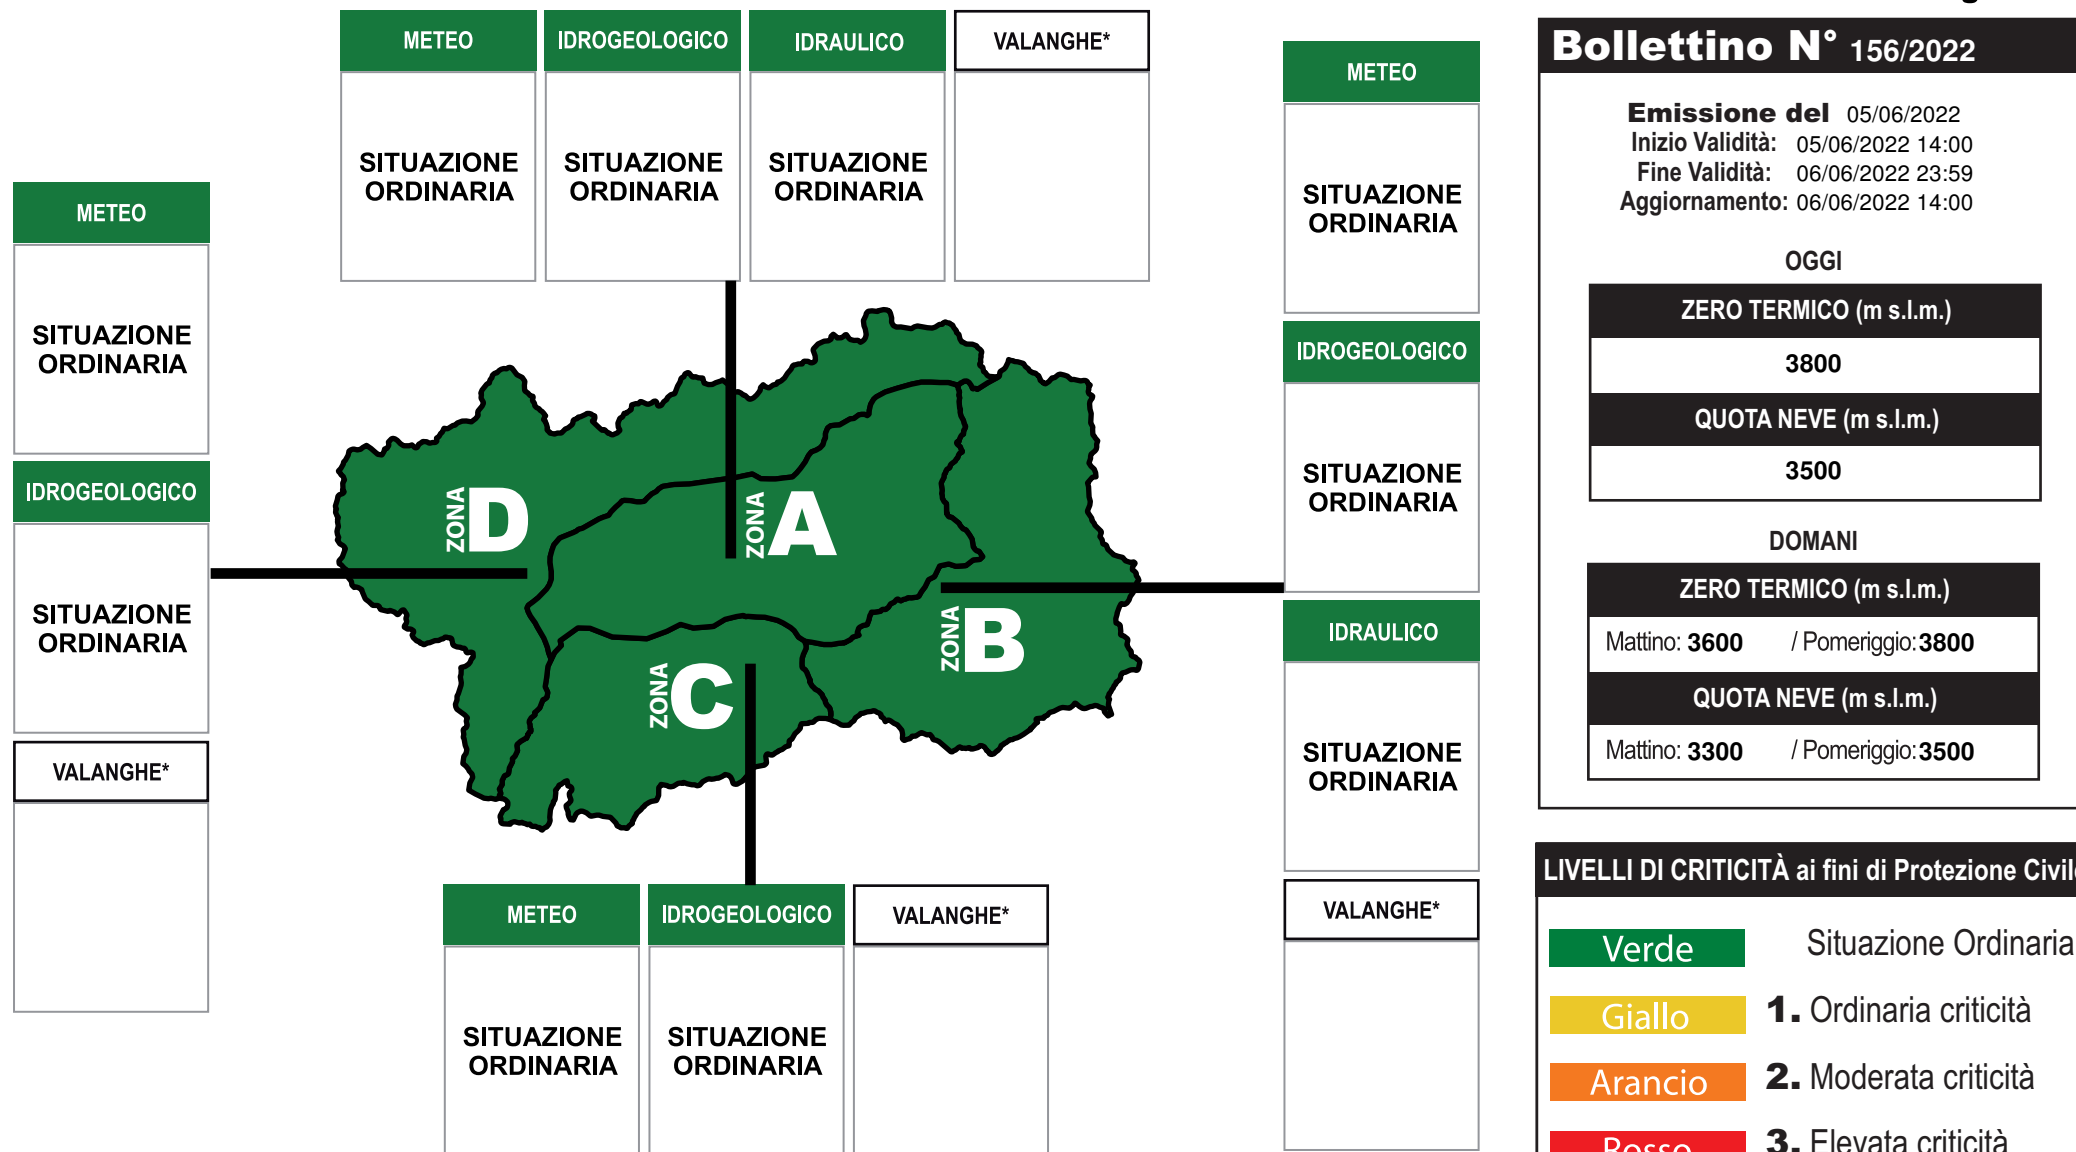 METEO IDROGEOLOGICO IDRAULICO VALANGHE*
SITUAZIONE ORDINARIA
SITUAZIONE ORDINARIA
SITUAZIONE ORDINARIA
METEO
SITUAZIONE
ORDINARIA
IDROGEOLOGICO
SITUAZIONE
ORDINARIA
VALANGHE*
ZONA D
ZONA A
ZONA B
ZONA C
METEO
SITUAZIONE
ORDINARIA
IDROGEOLOGICO
SITUAZIONE
ORDINARIA
IDRAULICO
SITUAZIONE
ORDINARIA
VALANGHE*
METEO IDROGEOLOGICO VALANGHE*
SITUAZIONE ORDINARIA
SITUAZIONE ORDINARIA
Bollettino N° 156/2022
Emissione del 05/06/2022
Inizio Validità: 05/06/2022 14:00
Fine Validità: 06/06/2022 23:59
Aggiornamento: 06/06/2022 14:00
OGGI
ZERO TERMICO (m s.l.m.)
3800
QUOTA NEVE (m s.l.m.)
3500
DOMANI
ZERO TERMICO (m s.l.m.)
Mattino: 3600 / Pomeriggio: 3800
QUOTA NEVE (m s.l.m.)
Mattino: 3300 / Pomeriggio: 3500
LIVELLI DI CRITICITÀ ai fini di Protezione Civile
Verde Situazione Ordinaria
Giallo 1. Ordinaria criticità
Arancio 2. Moderata criticità
Rosso 3. Elevata criticità